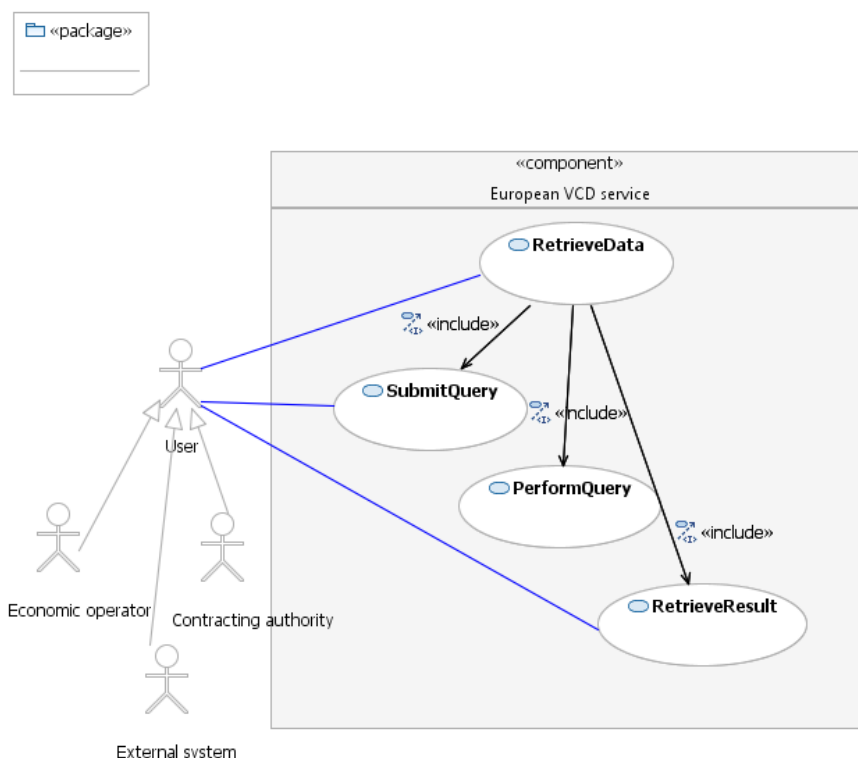 «package»
«component»
European VCD service
RetrieveData
«include»
SubmitQuery
«include»
PerformQuery
User
«include»
Economic operator
Contracting authority
RetrieveResult
External system